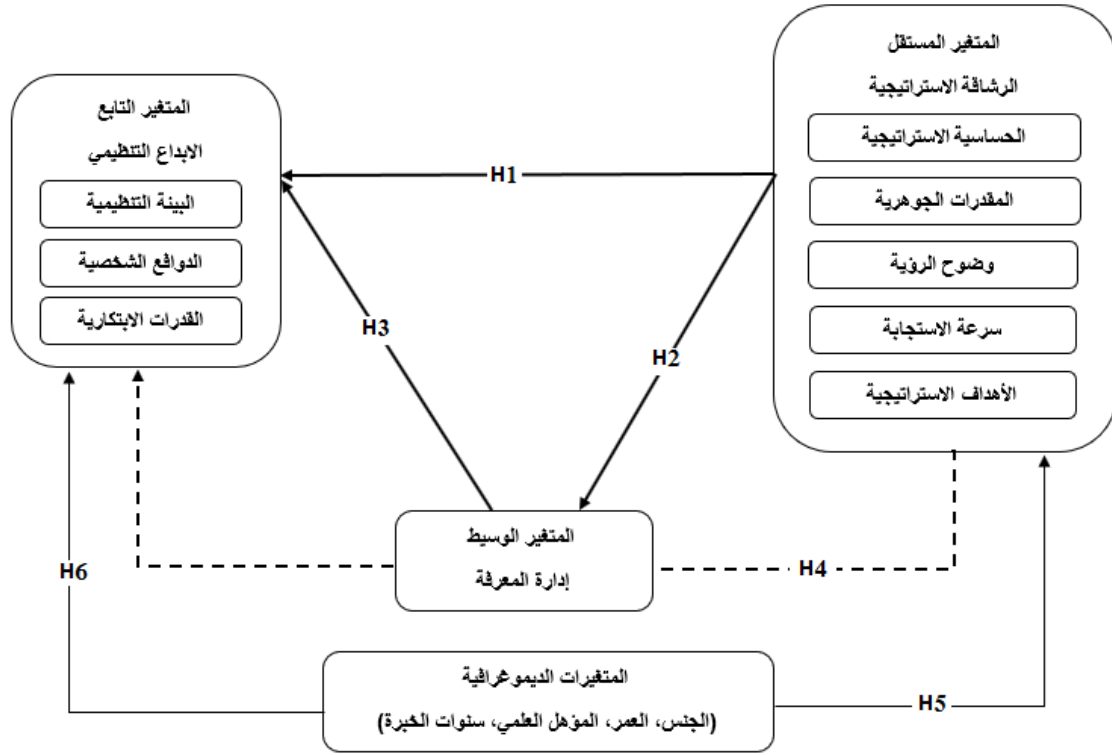 المتغير المستقل
الرشاقة الاستراتيجية
الحساسية الاستراتيجية
المقدرات الجوهرية
وضوح الرؤية
سرعة الاستجابة
الأهداف الاستراتيجية
المتغير التابع
الابداع التنظيمي
البيئة التنظيمية
الدوافع الشخصية
القدرات الابتكارية
H1
H2
H3
المتغير الوسيط
إدارة المعرفة
H4
H6
المتغيرات الديموغرافية
(الجنس، العمر، المؤهل العلمي، سنوات الخبرة)
H5